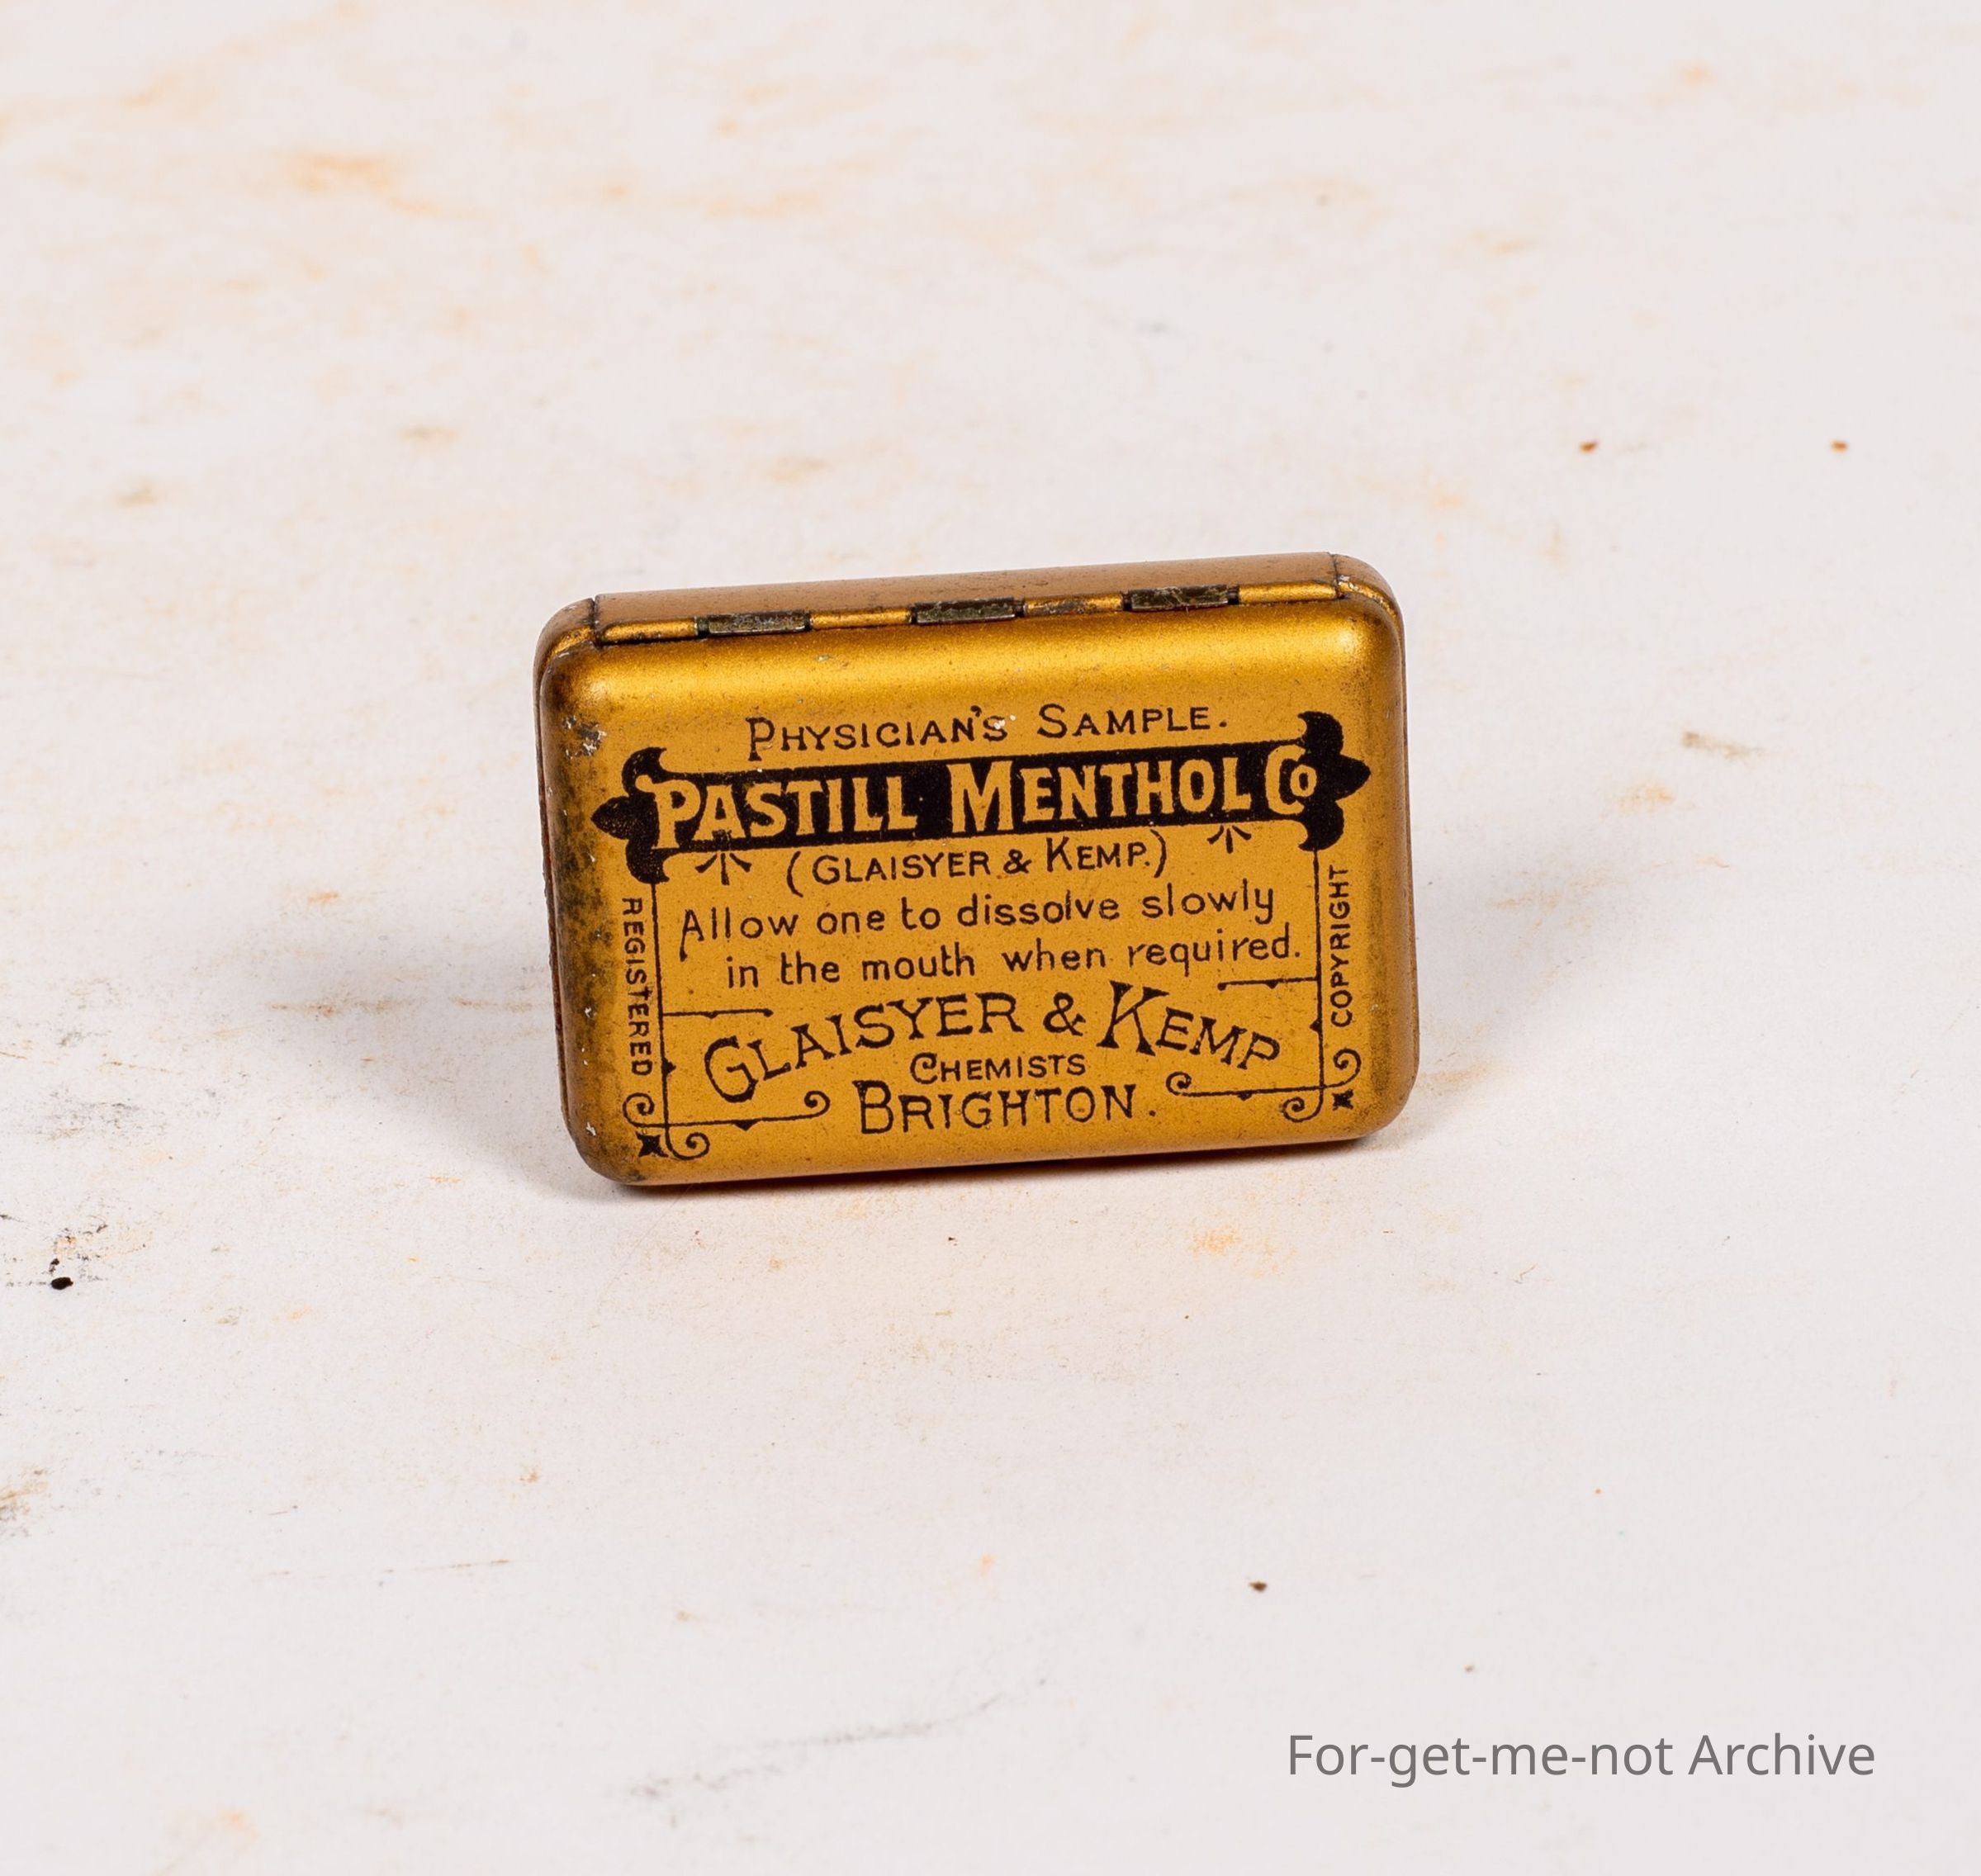 PHYSICIAN'S SAMPLE.
PASTILL MENTHOL Co
(GLAISYER & KEMP.)
Allow one to dissolve slowly
in the mouth when required.
REGISTERED
COPYRIGHT
GLAISYER & KEMP
CHEMISTS
BRIGHTON.
For-get-me-not Archive